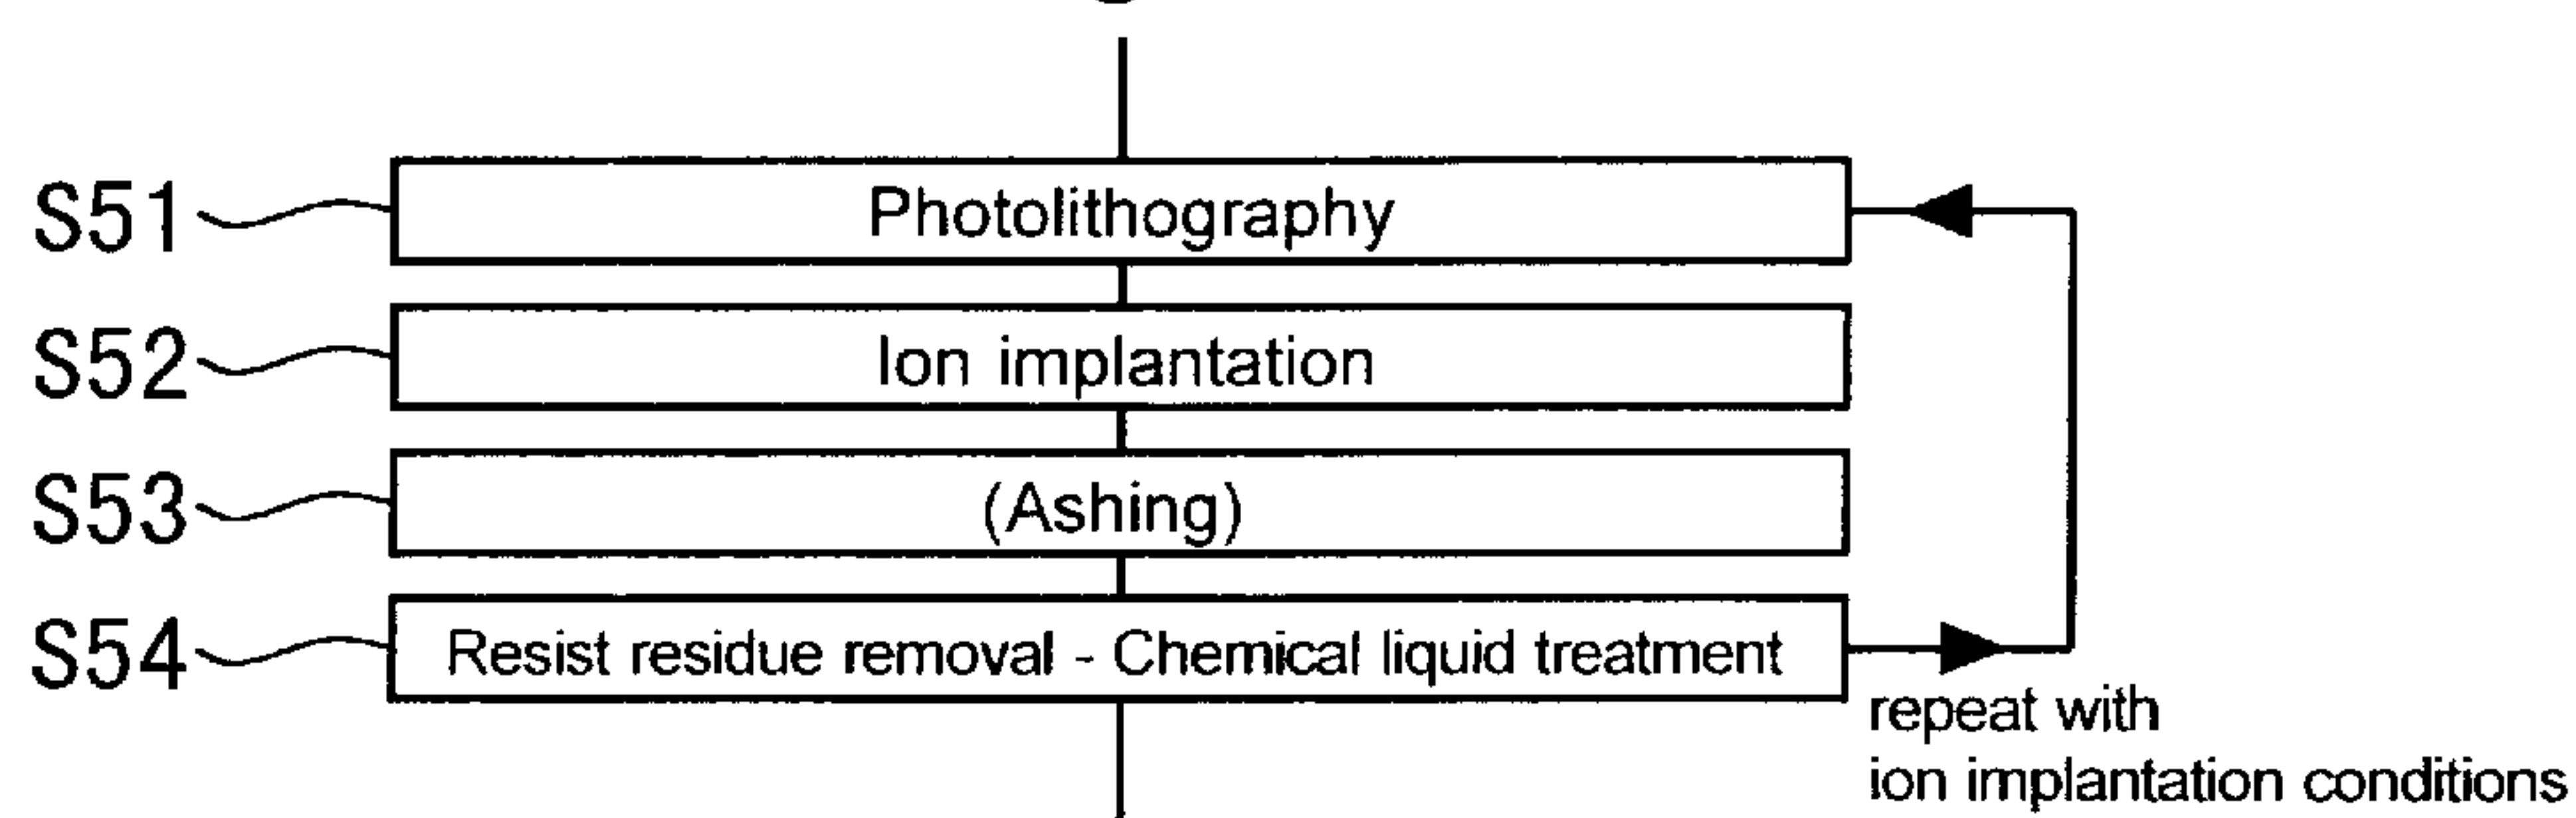 S51 Photolithography
S52 Ion implantation
S53 (Ashing)
S54 Resist residue removal - Chemical liquid treatment
repeat with
ion implantation conditions